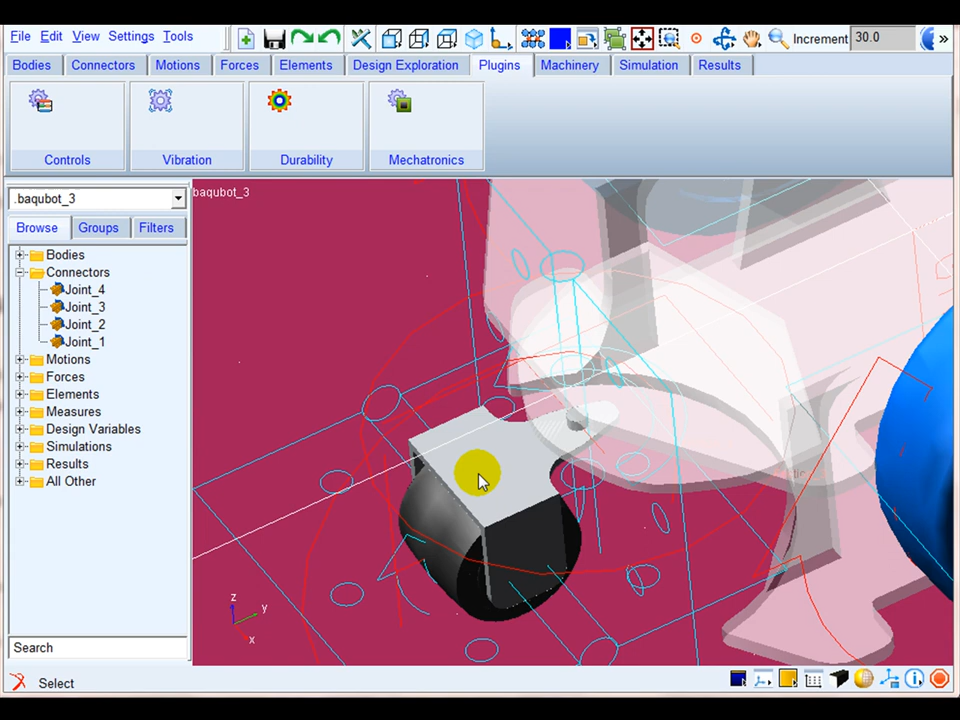 File Edit View Settings Tools
Increment 30.0 »
Bodies Connectors Motions Forces Elements Design Exploration Plugins Machinery Simulation Results
Controls Vibration Durability Mechatronics
.baqubot_3
baqubot_3
Browse Groups Filters
Bodies
Connectors
Joint_4
Joint_3
Joint_2
Joint_1
Motions
Forces
Elements
Measures
Design Variables
Simulations
Results
All Other
z
y
x
Search
Select